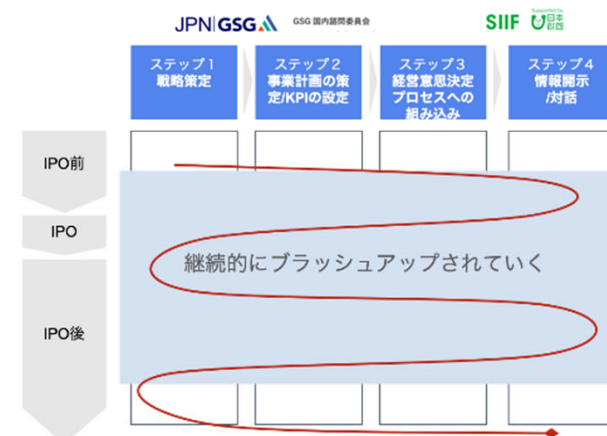 JPN GSG GSG 国内諮問委員会
SIIF Supported by 日本財団
ステップ1
戦略策定
ステップ2
事業計画の策
定/KPIの設定
ステップ3
経営意思決定
プロセスへの
組み込み
ステップ4
情報開示
/対話
IPO前
IPO
継続的にブラッシュアップされていく
IPO後